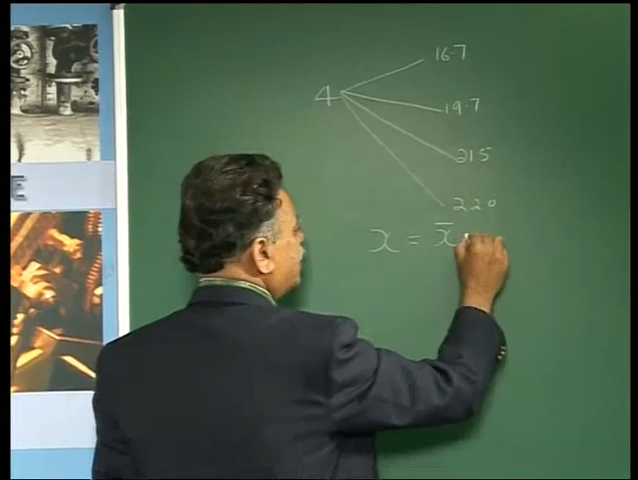 16.7
4
19.7
21.5
22.0
x = x̄
E